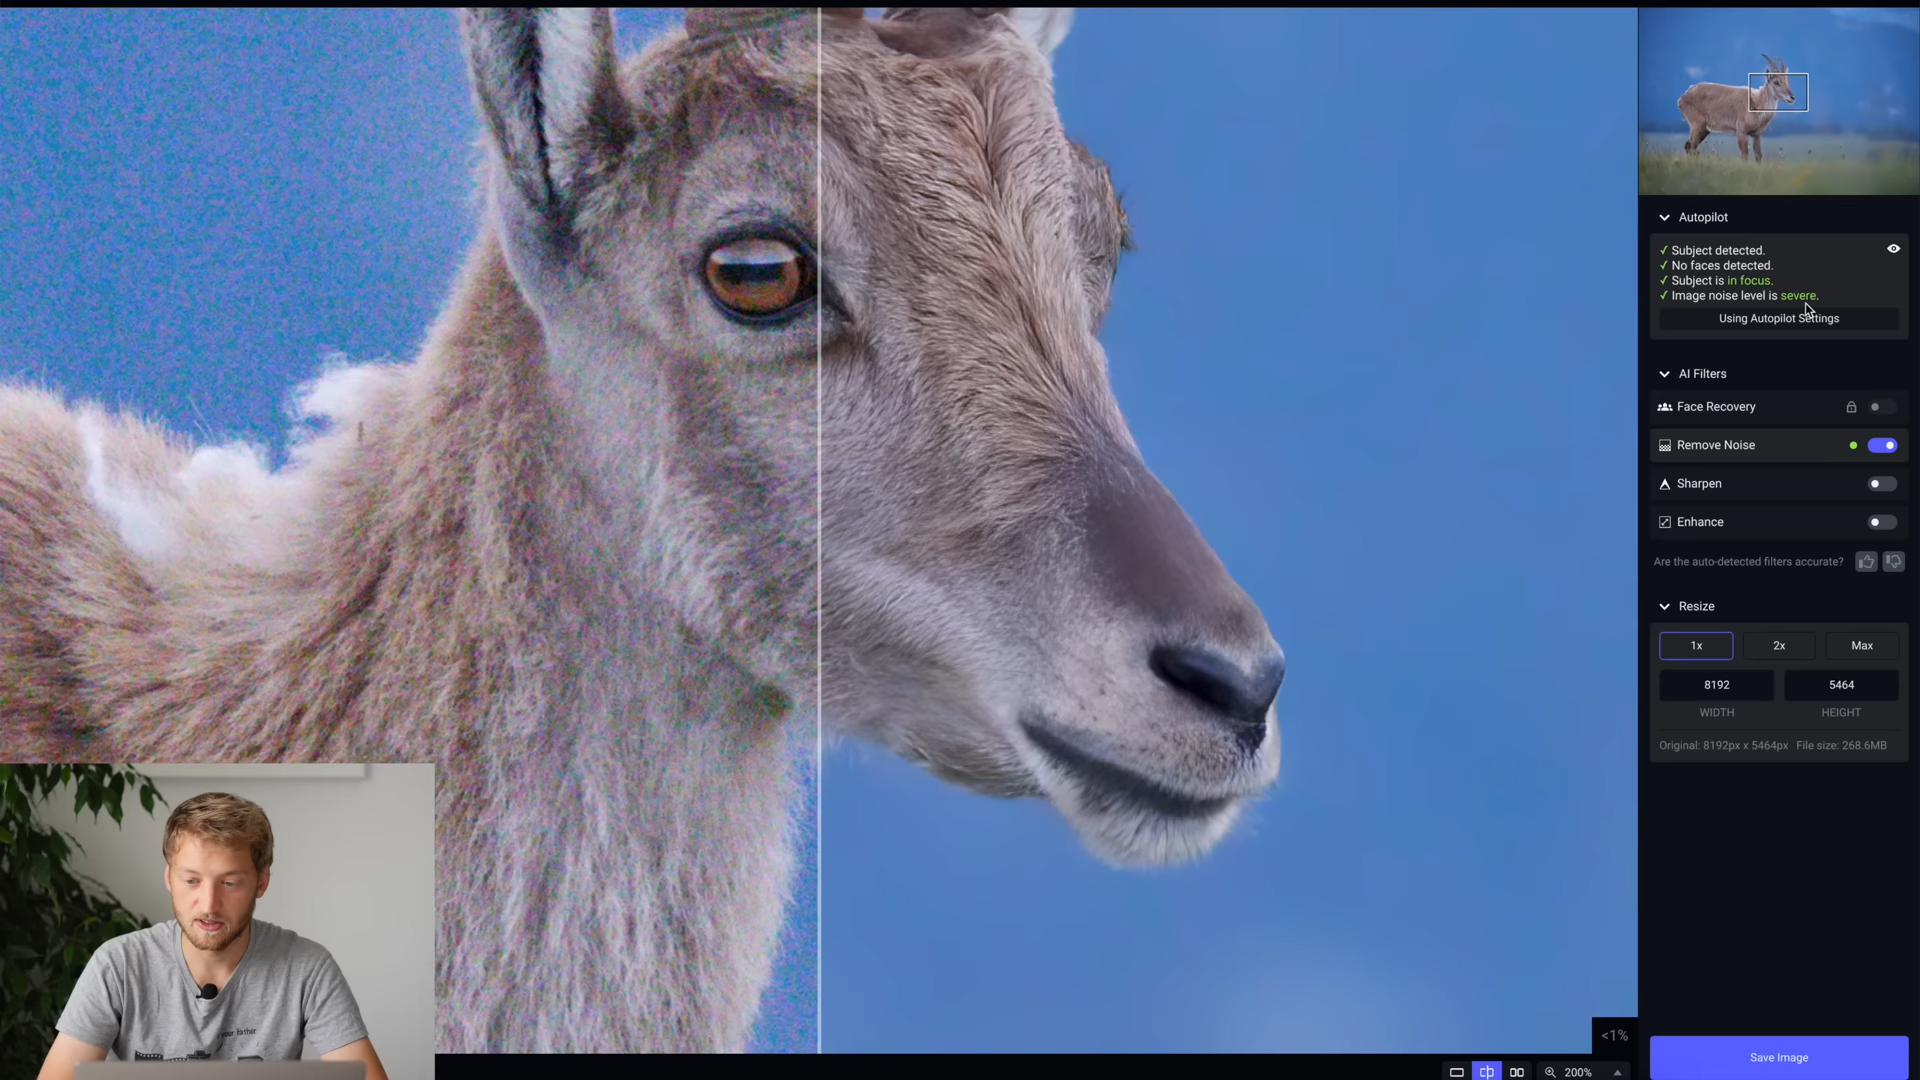 Autopilot
✓ Subject detected.
✓ No faces detected.
✓ Subject is in focus.
✓ Image noise level is severe.
Using Autopilot Settings
AI Filters
Face Recovery
Remove Noise
Sharpen
Enhance
Are the auto-detected filters accurate?
Resize
1x 2x Max
8192 5464
WIDTH HEIGHT
Original: 8192px x 5464px File size: 268.6MB
your father
<1%
200%
Save Image